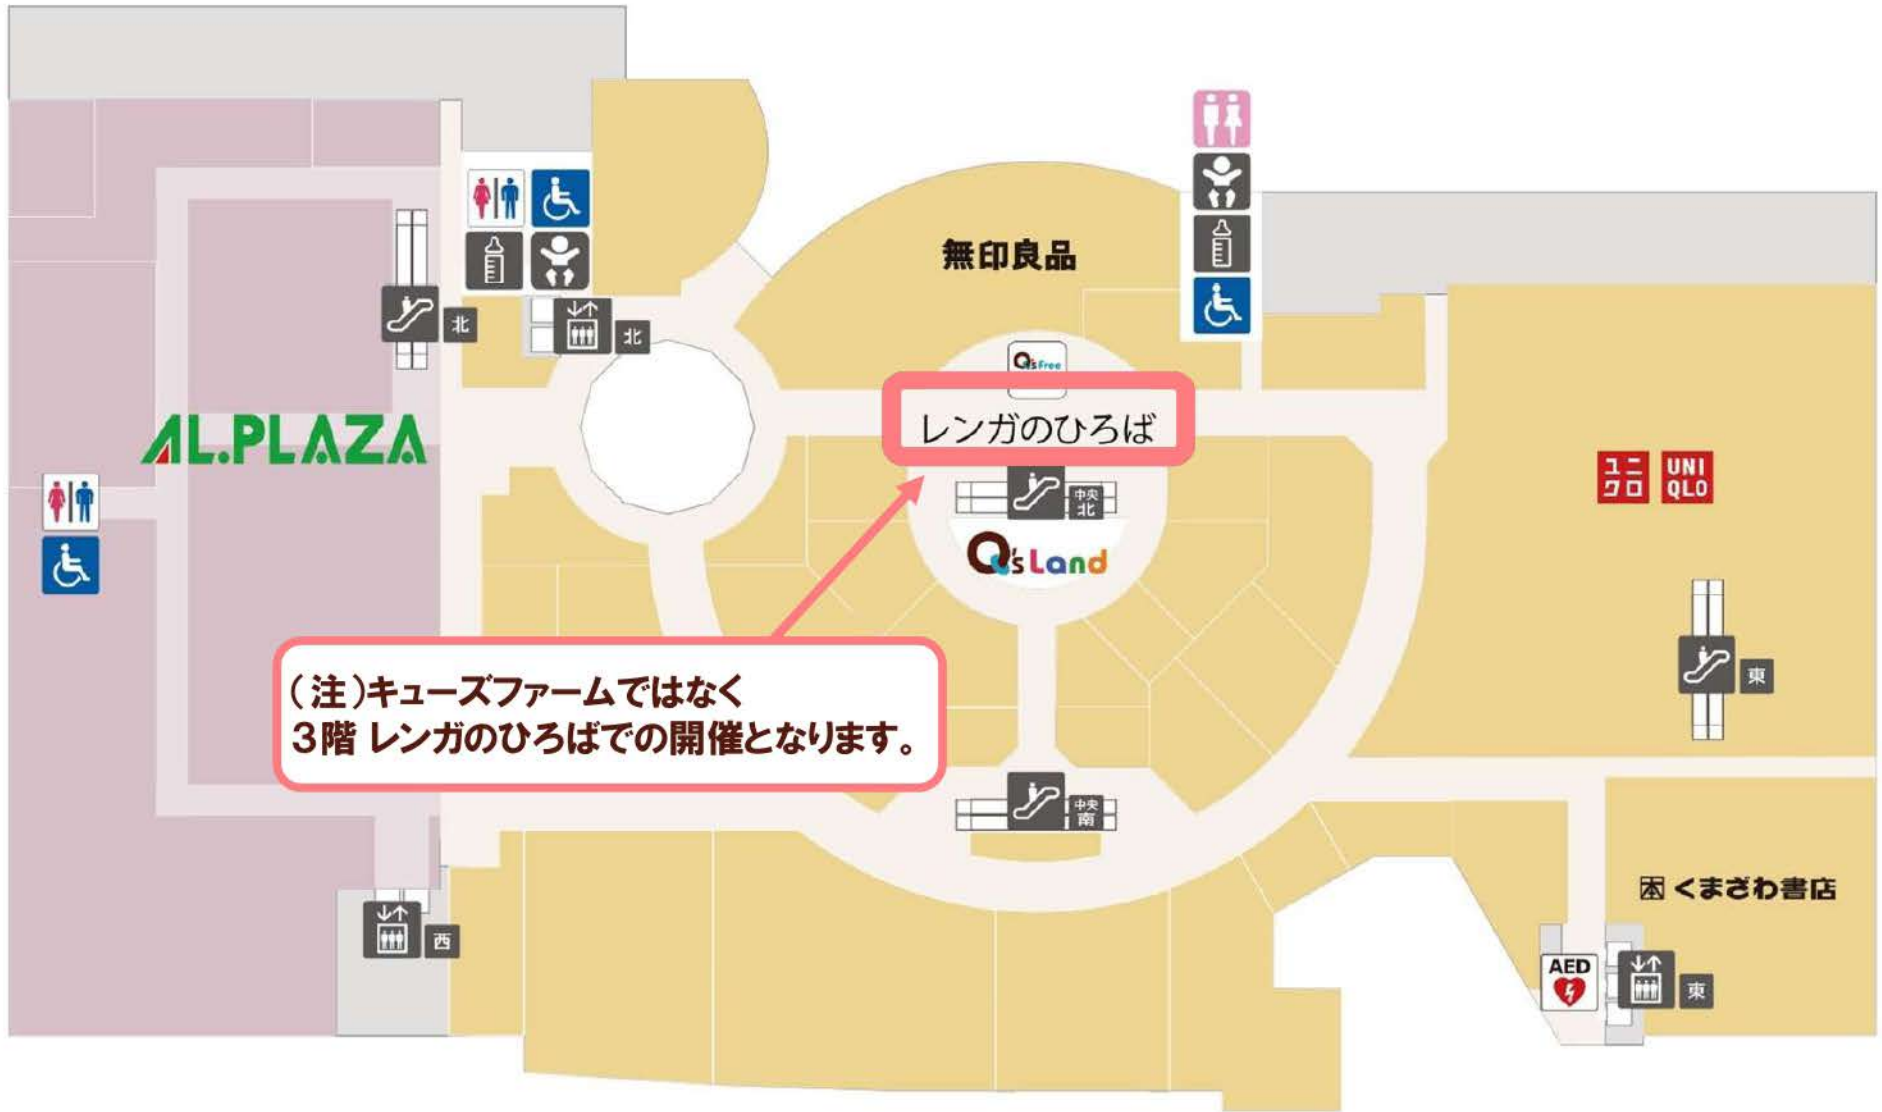 無印良品
北
北
Q's Free
レンガのひろば
AL.PLAZA
ユニ
クロ
UNI
QLO
中央
北
Q's Land
東
（注）キューズファームではなく
３階 レンガのひろばでの開催となります。
中央
南
本 くまざわ書店
西
AED
東